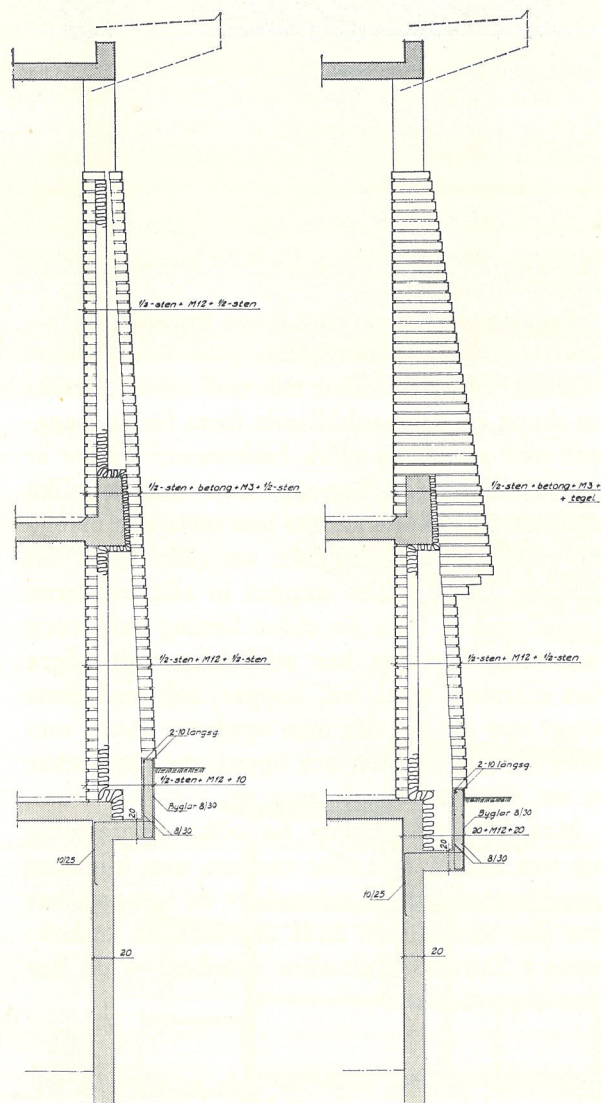 1/2-sten + M12 + 1/2-sten
1/2-sten + betong + M3 + 1/2-sten
1/2-sten + M12 + 1/2-sten
2-10 långsg.
1/2-sten + M12 + 10
Byglar 8/30
20
8/30
10/25
20
1/2-sten + betong + M3 +
+ tegel
1/2-sten + M12 + 1/2-sten
2-10 långsg.
Byglar 8/30
20 + M12 + 20
20
8/30
10/25
20